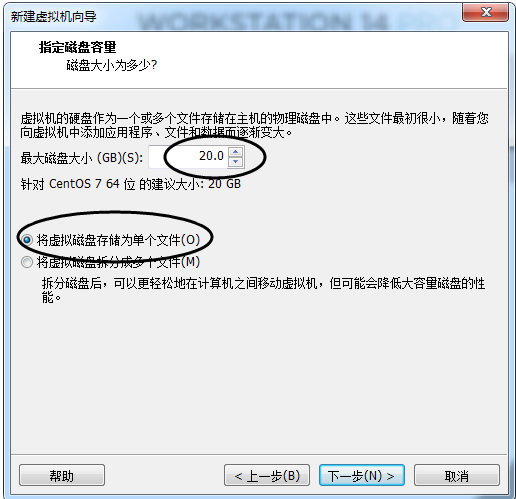 新建虚拟机向导
WORKSTATION 14 PRO
指定磁盘容量
磁盘大小为多少?
虚拟机的硬盘作为一个或多个文件存储在主机的物理磁盘中。这些文件最初很小，随着您
向虚拟机中添加应用程序、文件和数据而逐渐变大。
最大磁盘大小 (GB)(S): 20.0
针对 CentOS 7 64 位 的建议大小: 20 GB
将虚拟磁盘存储为单个文件(O)
将虚拟磁盘拆分成多个文件(M)
拆分磁盘后，可以更轻松地在计算机之间移动虚拟机，但可能会降低大容量磁盘的性
能。
帮助 < 上一步(B) 下一步(N) > 取消